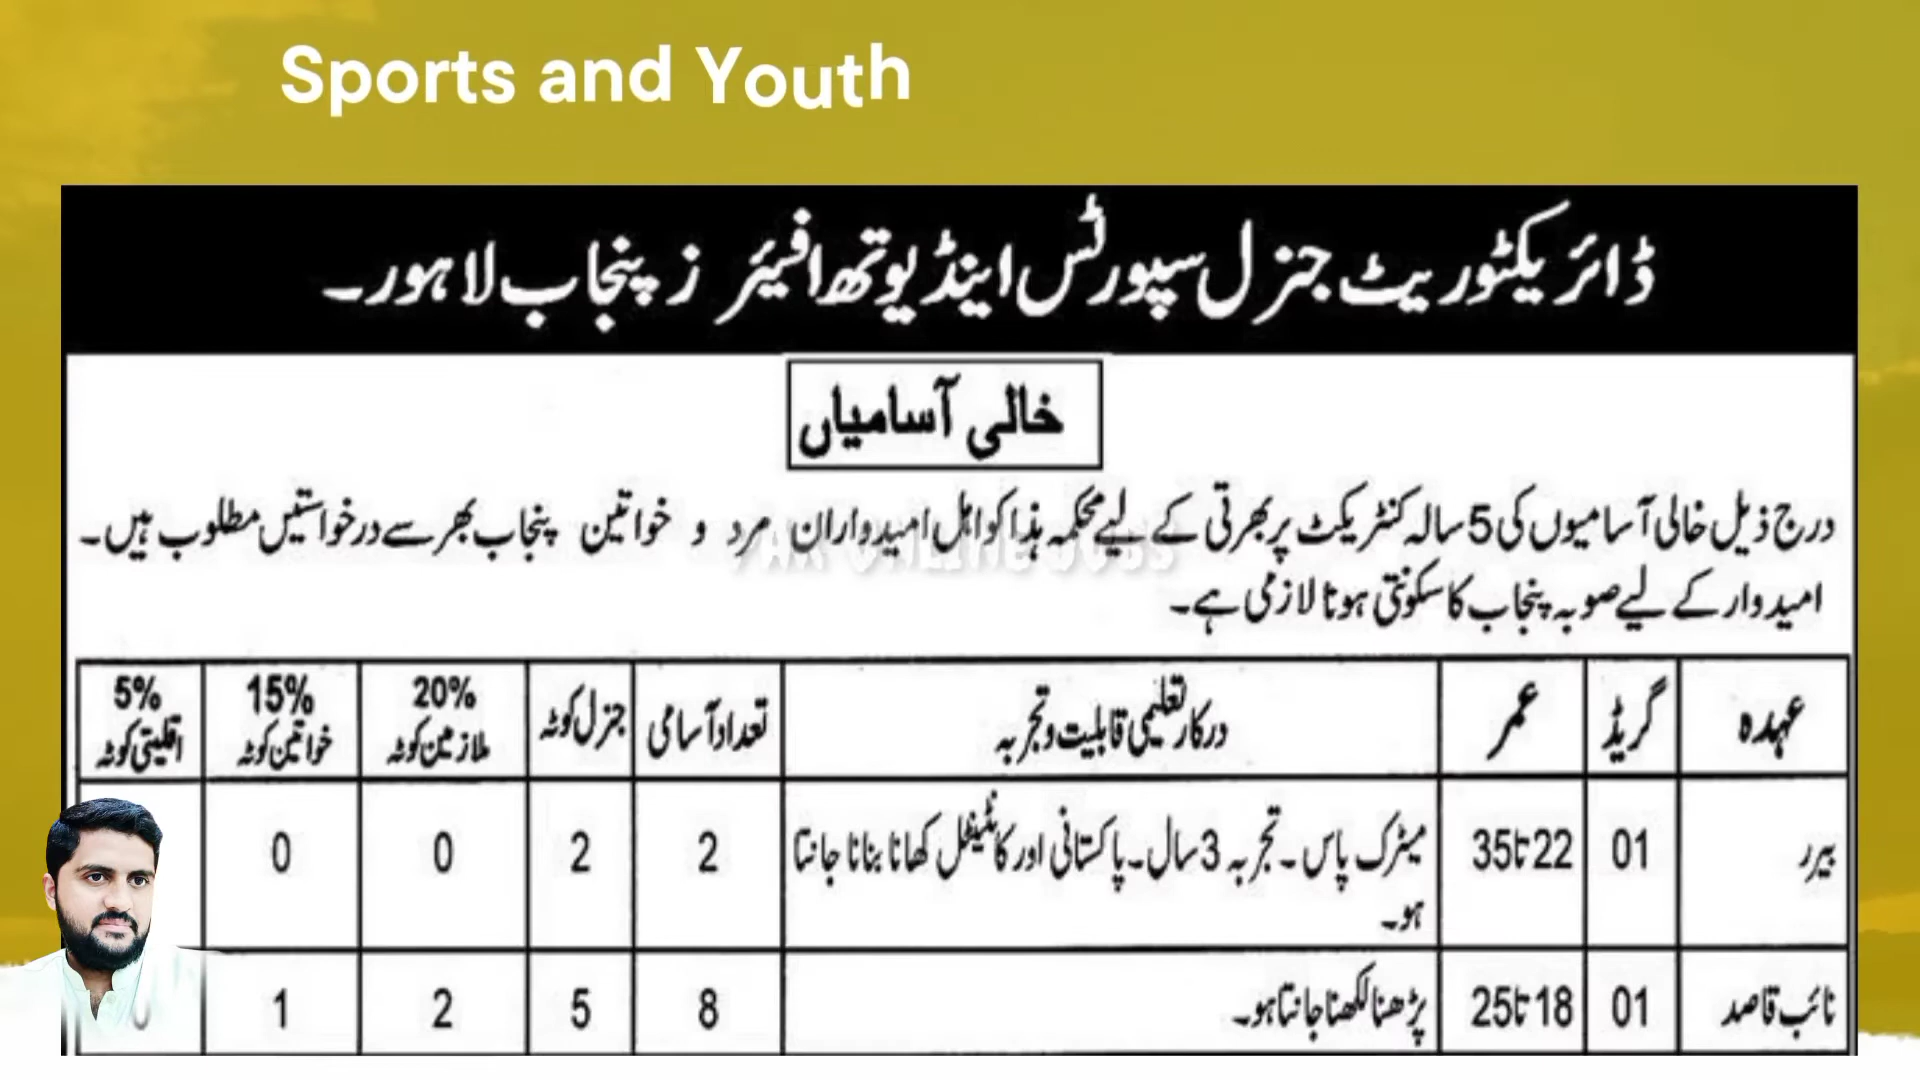 Sports and Youth
ڈائریکٹوریٹ جنرل سپورٹس اینڈ یوتھ افیئرز پنجاب لاہور۔
خالی آسامیاں
درج ذیل خالی آسامیوں کی 5 سالہ کنٹریکٹ پر بھرتی کے لیے محکمہ ہذا کو اہل امیدواران مرد و خواتین پنجاب بھر سے درخواستیں مطلوب ہیں۔
امیدوار کے لیے صوبہ پنجاب کا سکونتی ہونا لازمی ہے۔
عہدہ گریڈ عمر درکار تعلیمی قابلیت و تجربہ تعداد آسامی جنرل کوٹہ 20% ملازمین کوٹہ 15% خواتین کوٹہ 5% اقلیتی کوٹہ
بیرر 01 22 تا 35 میٹرک پاس۔ تجربہ 3 سال۔ پاکستانی اور کانٹینٹل کھانا بنانا جانتا 2 2 0 0
ہو۔
نائب قاصد 01 18 تا 25 پڑھنا لکھنا جانتا ہو۔ 8 5 2 1
PAK ONLINE JOBS